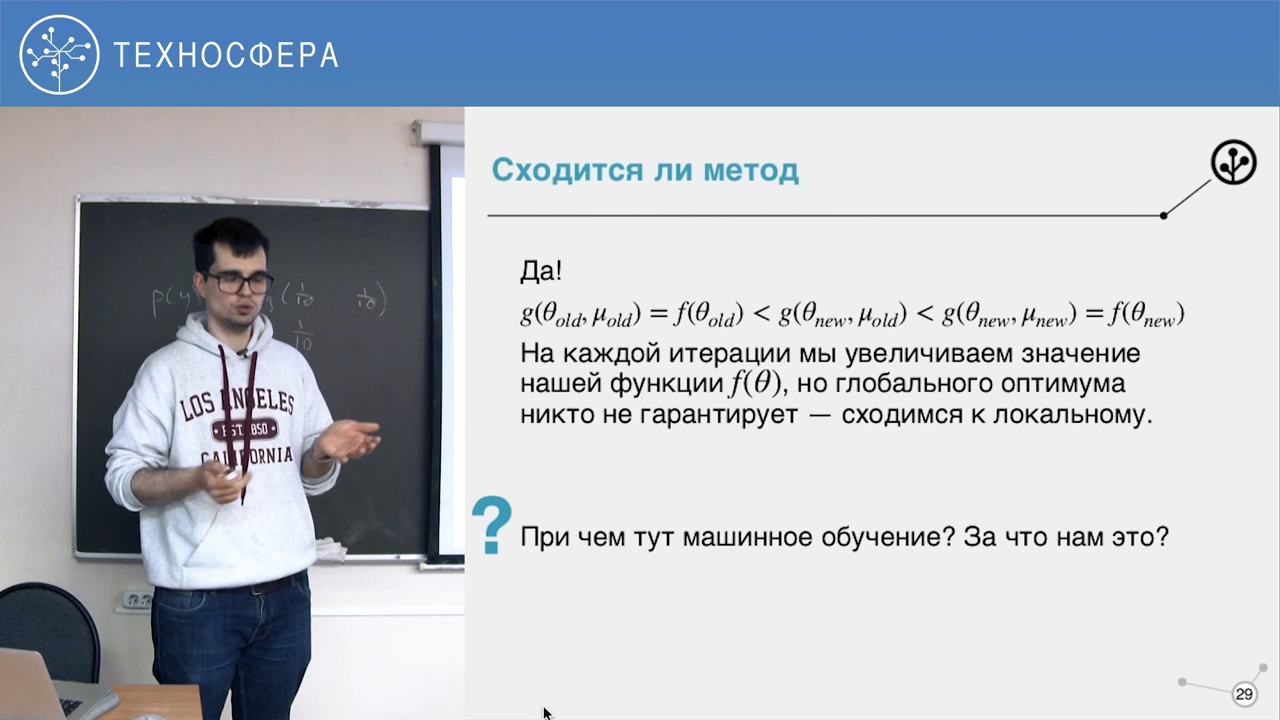 ТЕХНОСФЕРА
Сходится ли метод
Да!
g(θ_old, μ_old) = f(θ_old) < g(θ_new, μ_old) < g(θ_new, μ_new) = f(θ_new)
На каждой итерации мы увеличиваем значение
нашей функции f(θ), но глобального оптимума
никто не гарантирует — сходимся к локальному.
? При чем тут машинное обучение? За что нам это?
29
LOS ANGELES
CALIFORNIA